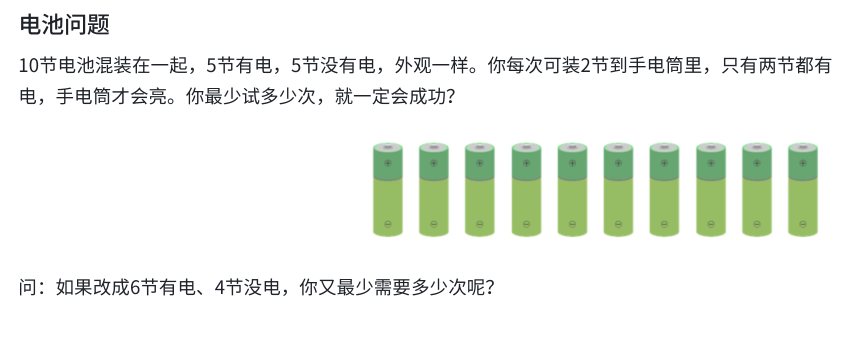 电池问题
10节电池混装在一起，5节有电，5节没有电，外观一样。你每次可装2节到手电筒里，只有两节都有
电，手电筒才会亮。你最少试多少次，就一定会成功？
问：如果改成6节有电、4节没电，你又最少需要多少次呢？